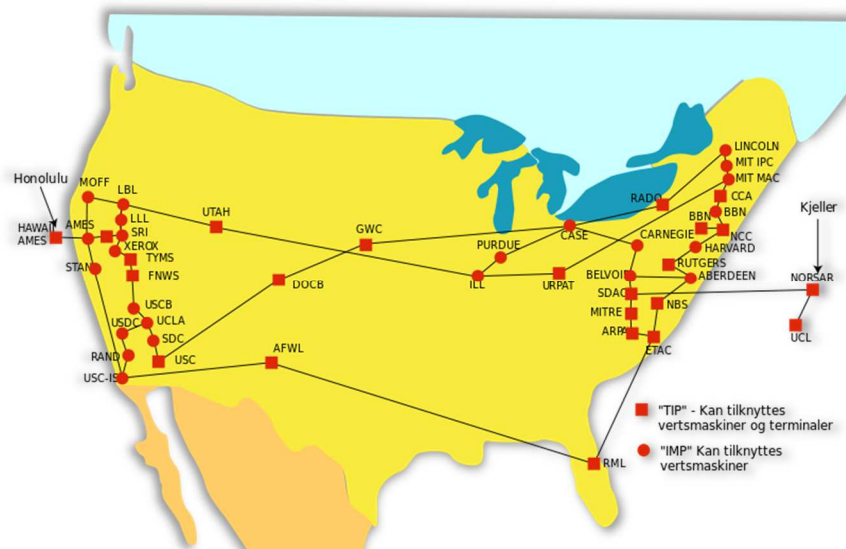 LINCOLN
MIT IPC
MIT MAC
Honolulu
MOFF
LBL
CCA
RADC
Kjeller
LLL
UTAH
BBN
BBN
HAWAII
AMES
AMES
SRI
GWC
CASE
CARNEGIE
NCC
XEROX
PURDUE
HARVARD
TYMS
STAN
RUTGERS
FNWS
DOCB
ILL
URPAT
BELVOIR
ABERDEEN
NORSAR
SDAC
USCB
NBS
USDC
UCLA
MITRE
SDC
ARPA
UCL
RAND
USC
AFWL
ETAC
USC-IS
"TIP" - Kan tilknyttes
vertsmaskiner og terminaler
"IMP" Kan tilknyttes
vertsmaskiner
RML